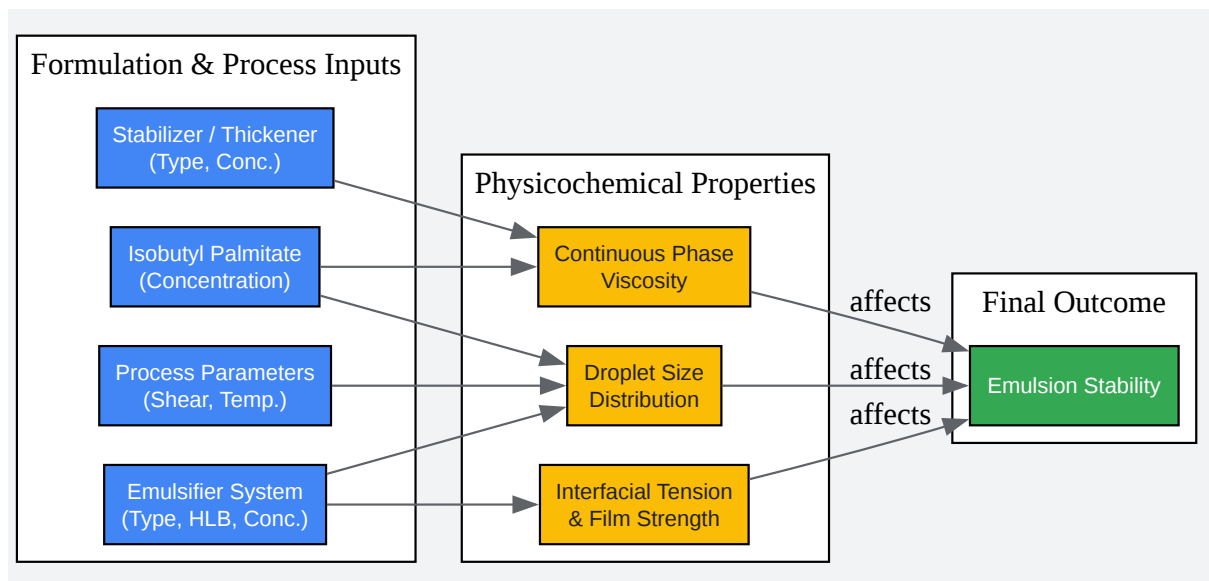 Formulation & Process Inputs
Stabilizer / Thickener
(Type, Conc.)
Isobutyl Palmitate
(Concentration)
Process Parameters
(Shear, Temp.)
Emulsifier System
(Type, HLB, Conc.)
Physicochemical Properties
Continuous Phase
Viscosity
Droplet Size
Distribution
Interfacial Tension
& Film Strength
affects
affects
affects
Final Outcome
Emulsion Stability